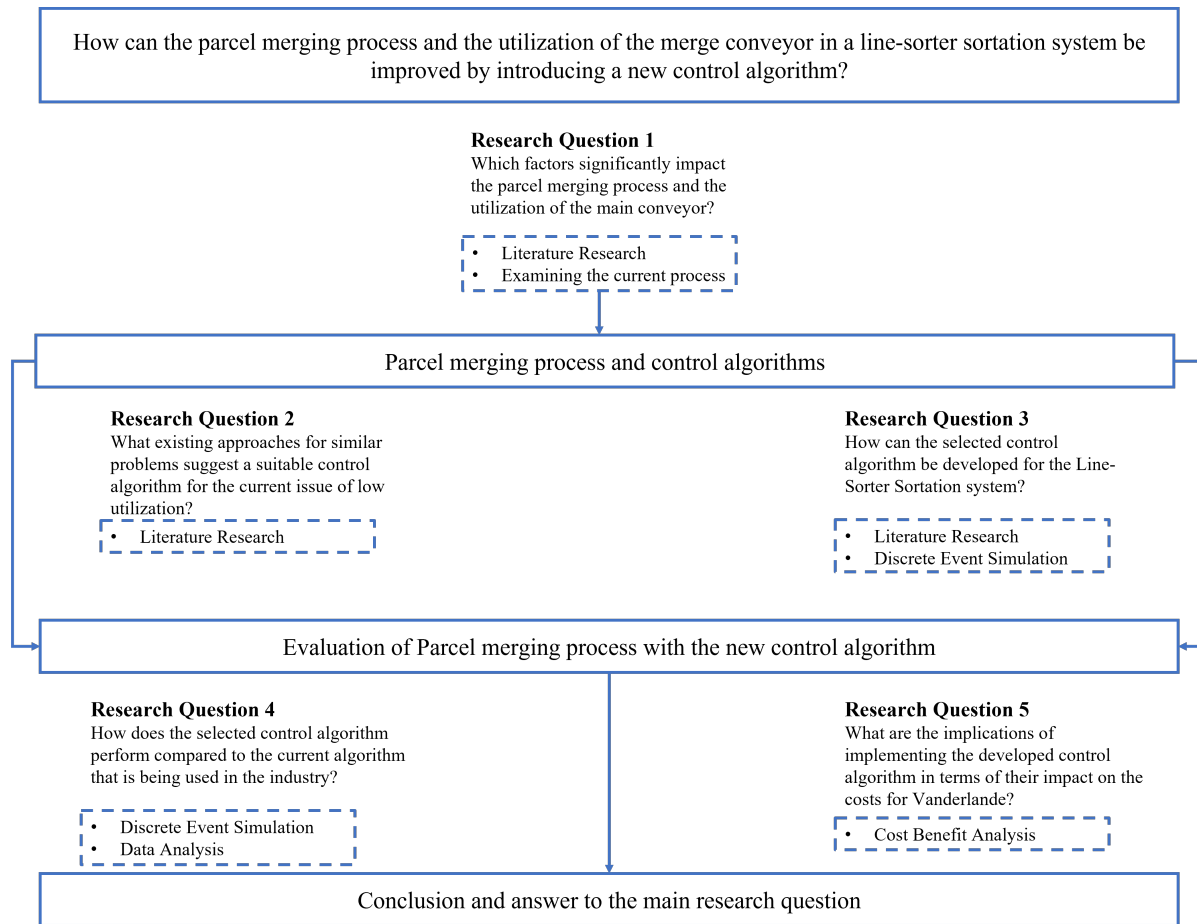 How can the parcel merging process and the utilization of the merge conveyor in a line-sorter sortation system be
improved by introducing a new control algorithm?
Research Question 1
Which factors significantly impact
the parcel merging process and the
utilization of the main conveyor?
• Literature Research
• Examining the current process
Parcel merging process and control algorithms
Research Question 2
What existing approaches for similar
problems suggest a suitable control
algorithm for the current issue of low
utilization?
• Literature Research
Research Question 3
How can the selected control
algorithm be developed for the Line-
Sorter Sortation system?
• Literature Research
• Discrete Event Simulation
Evaluation of Parcel merging process with the new control algorithm
Research Question 4
How does the selected control algorithm
perform compared to the current algorithm
that is being used in the industry?
• Discrete Event Simulation
• Data Analysis
Research Question 5
What are the implications of
implementing the developed control
algorithm in terms of their impact on the
costs for Vanderlande?
• Cost Benefit Analysis
Conclusion and answer to the main research question